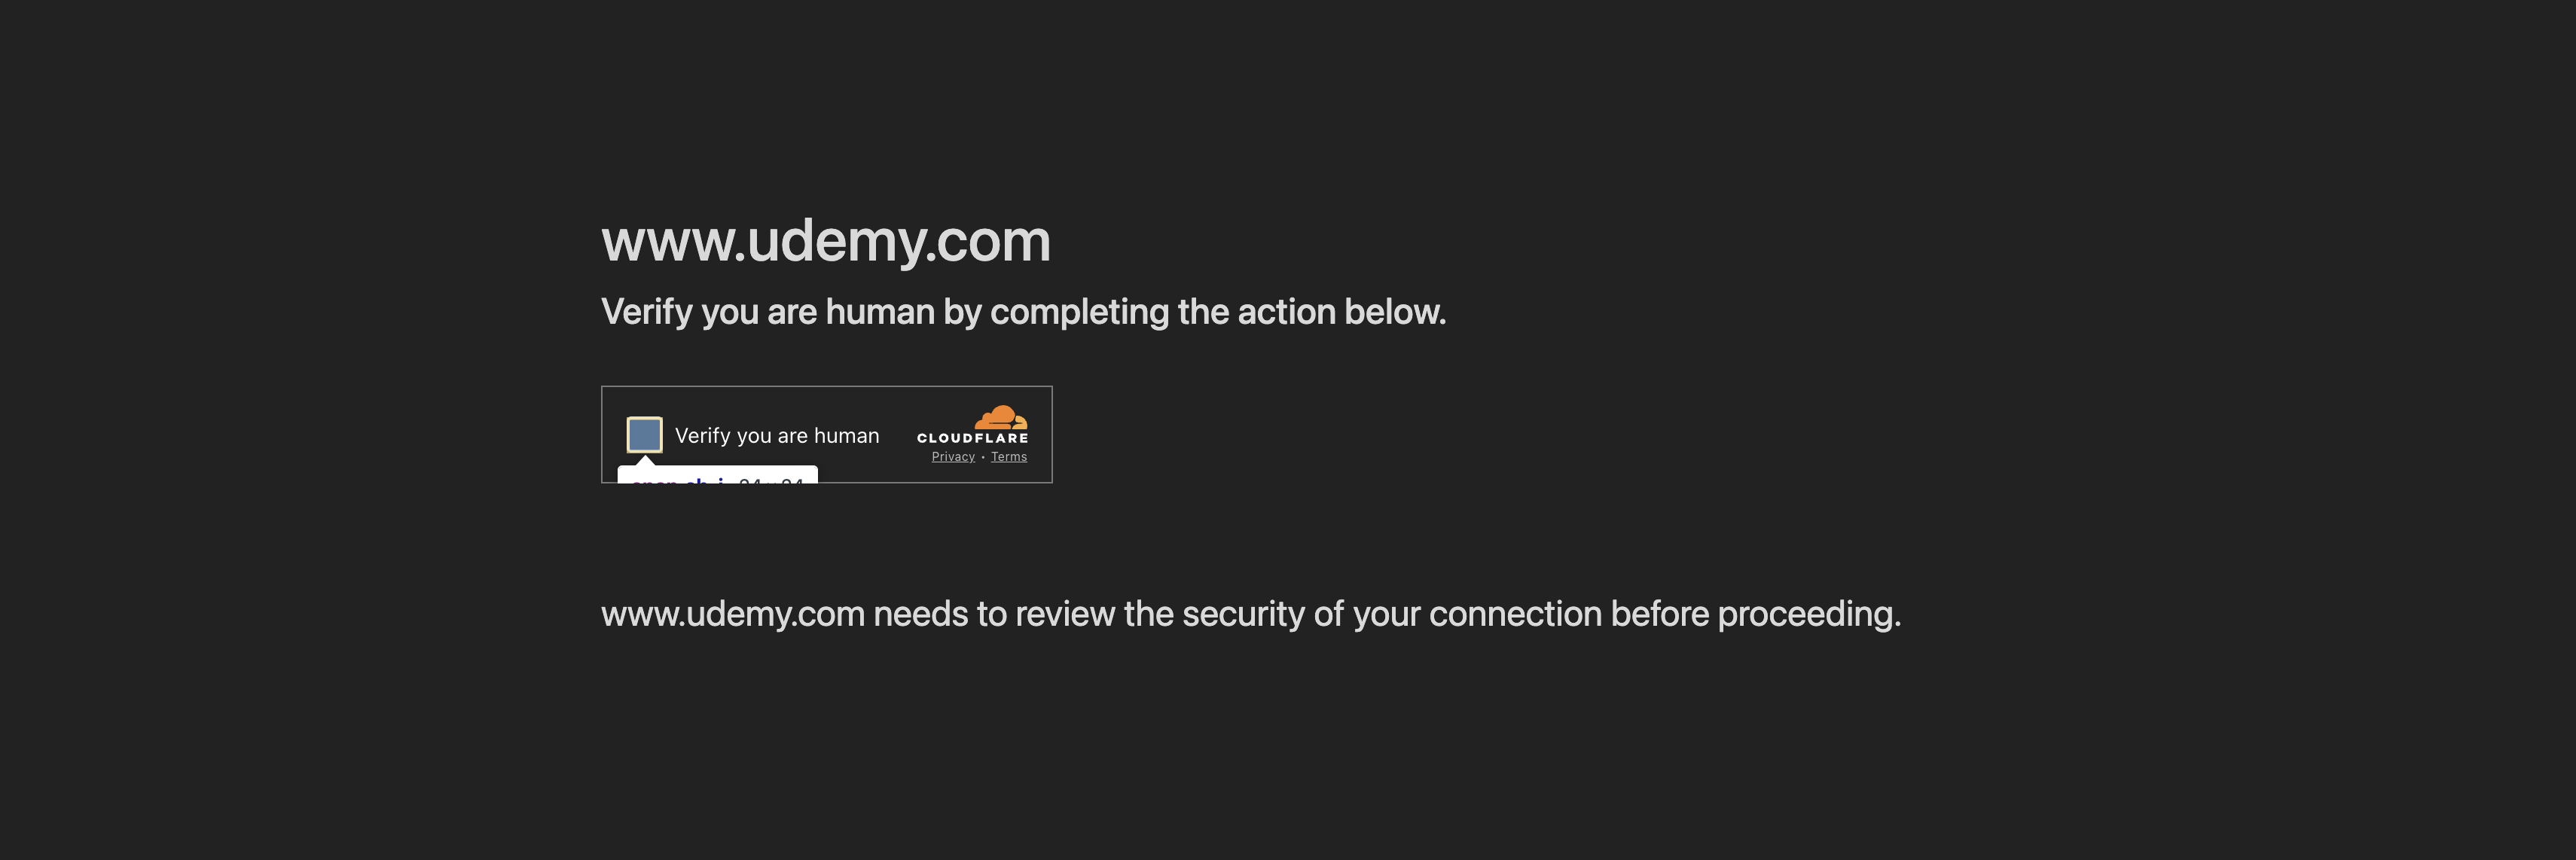 www.udemy.com
Verify you are human by completing the action below.
Verify you are human
CLOUDFLARE
Privacy • Terms
www.udemy.com needs to review the security of your connection before proceeding.